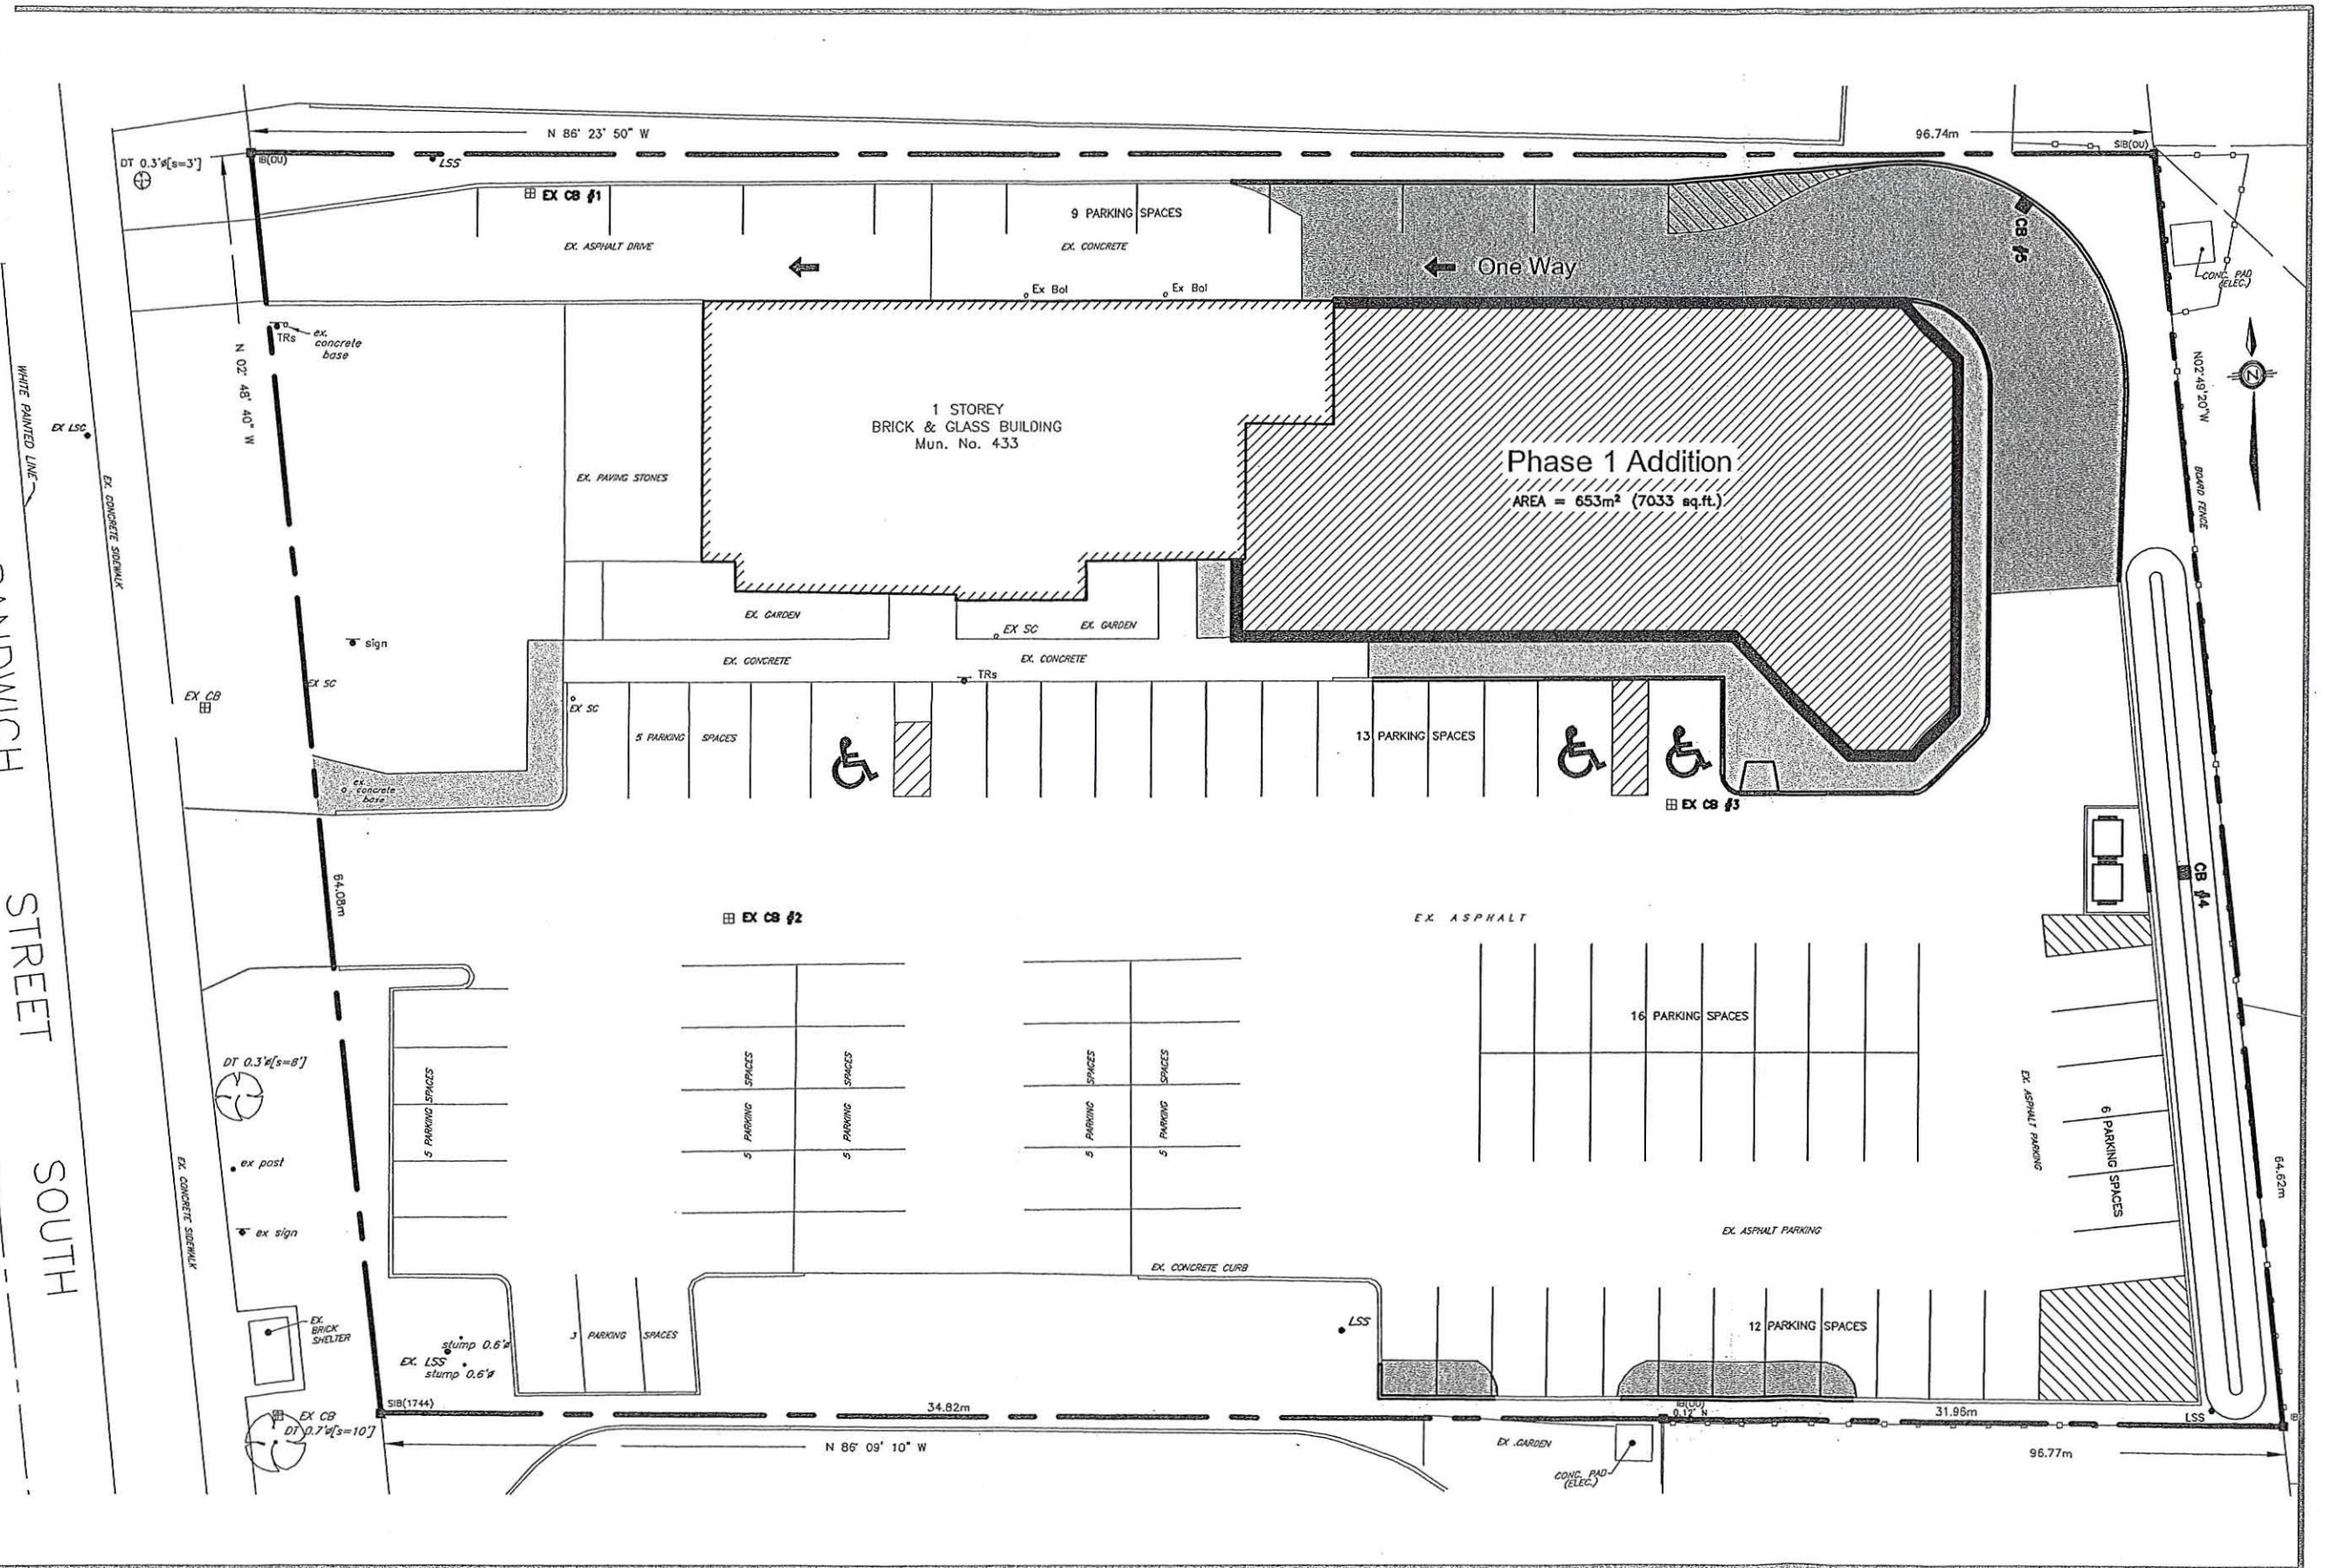 N 86° 23' 50" W
96.74m
DT 0.3'ø[s=3']
IB(OU)
LSS
SIB(OU)
EX CB #1
9 PARKING SPACES
EX. ASPHALT DRIVE
EX. CONCRETE
One Way
CB #5
CONC. PAD
(ELEC.)
Ex Bol
Ex Bol
TRs
ex.
concrete
base
N 02° 48' 40" W
N02°49'20"W
Z
WHITE PAINTED LINE
EX LSC
EX. CONCRETE SIDEWALK
1 STOREY
BRICK & GLASS BUILDING
Mun. No. 433
EX. PAVING STONES
Phase 1 Addition
AREA = 653m² (7033 sq.ft.)
BOARD FENCE
EX. GARDEN
EX SC
EX. GARDEN
sign
EX. CONCRETE
EX. CONCRETE
TRs
EX SC
EX CB
EX SC
5 PARKING SPACES
13 PARKING SPACES
ex.
concrete
base
EX CB #3
64.08m
CB #4
EX CB #2
EX. ASPHALT
STREET
SOUTH
16 PARKING SPACES
DT 0.3'ø[s=8']
5 PARKING SPACES
5 PARKING SPACES
5 PARKING SPACES
5 PARKING SPACES
5 PARKING SPACES
EX. ASPHALT PARKING
6 PARKING SPACES
64.62m
ex post
EX. CONCRETE SIDEWALK
ex sign
EX. ASPHALT PARKING
EX. CONCRETE CURB
EX.
BRICK
SHELTER
stump 0.6'ø
EX. LSS
stump 0.6'ø
3 PARKING SPACES
LSS
12 PARKING SPACES
SIB(1744)
34.82m
IB(OU)
0.12' N
31.96m
LSS
IB
EX CB
DT 0.7'ø[s=10']
N 86° 09' 10" W
EX .GARDEN
CONC. PAD
(ELEC.)
96.77m